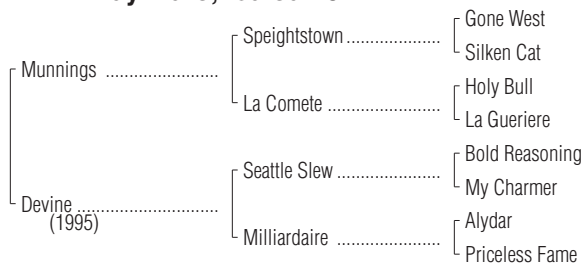 Gone West
Speightstown
Silken Cat
Munnings
Holy Bull
La Comete
La Gueriere
Bold Reasoning
Seattle Slew
My Charmer
Devine
(1995)
Alydar
Milliardaire
Priceless Fame